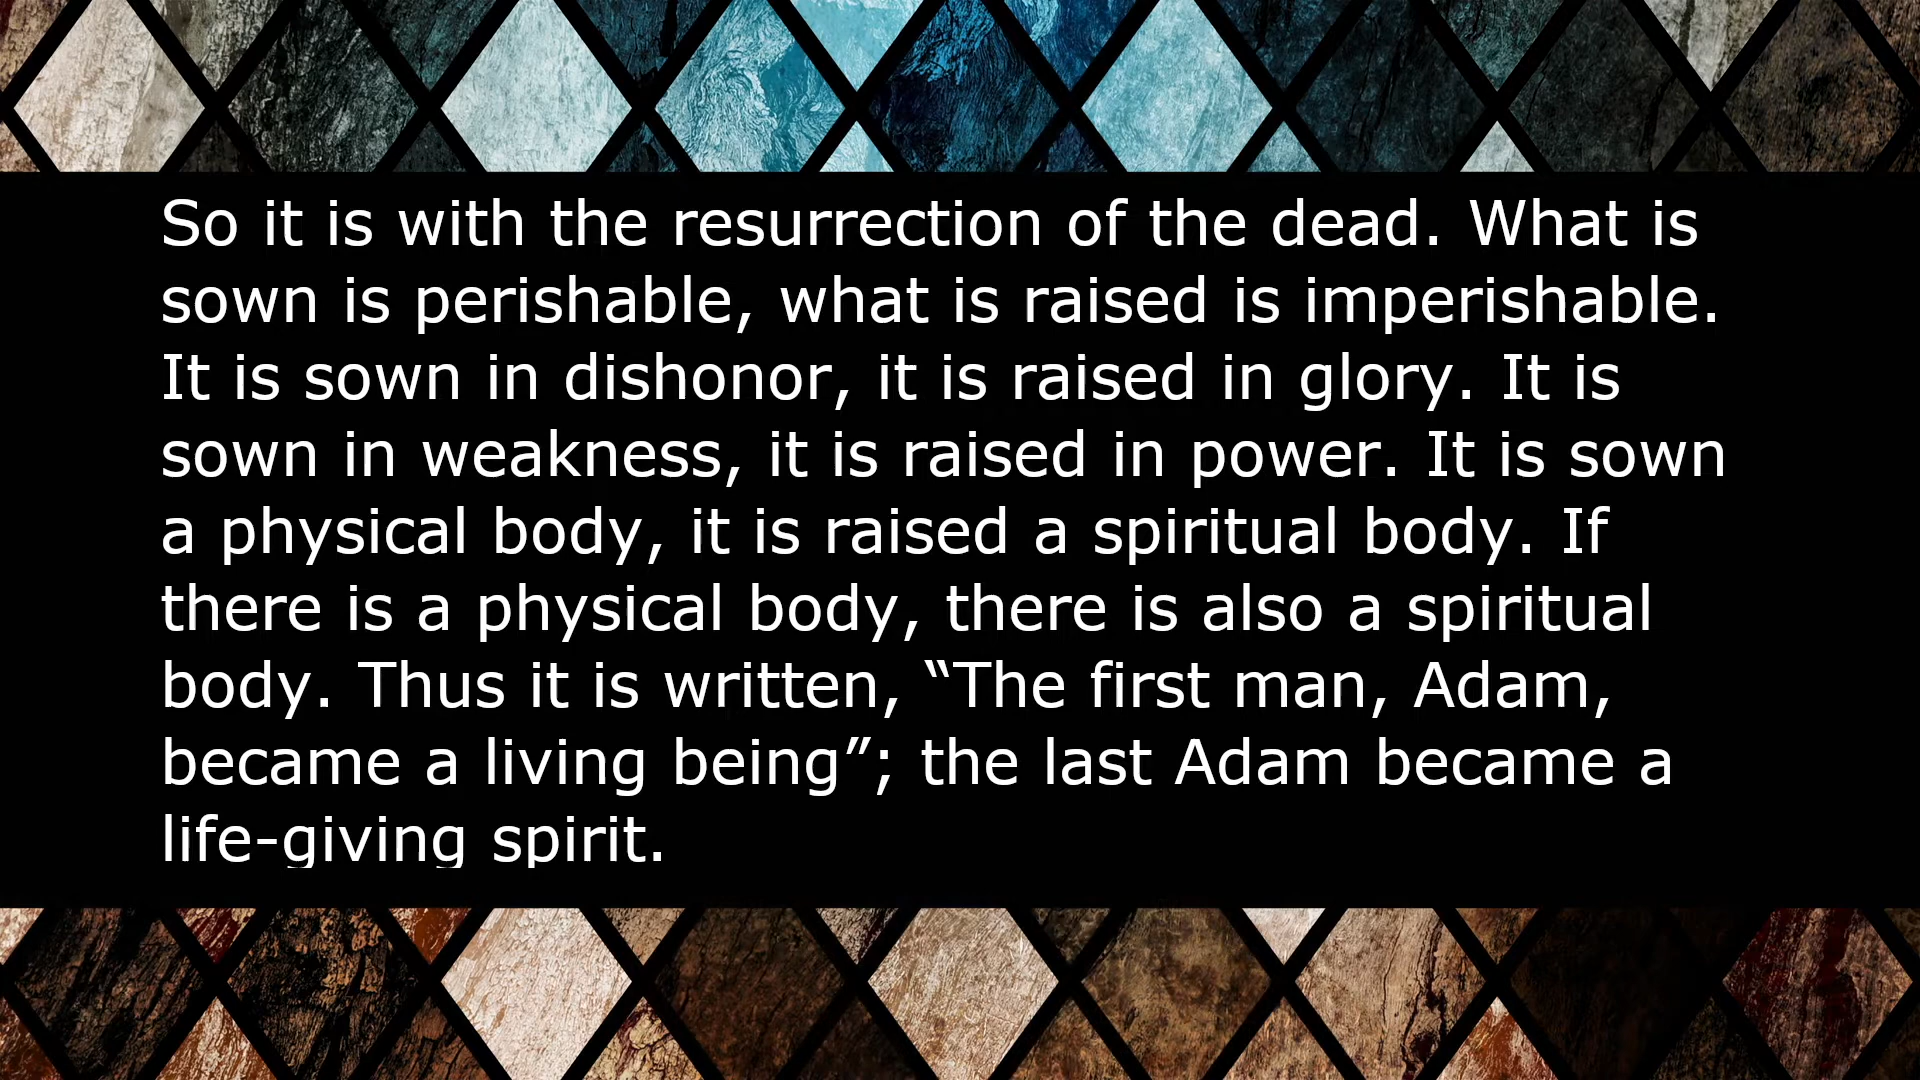 So it is with the resurrection of the dead. What is
sown is perishable, what is raised is imperishable.
It is sown in dishonor, it is raised in glory. It is
sown in weakness, it is raised in power. It is sown
a physical body, it is raised a spiritual body. If
there is a physical body, there is also a spiritual
body. Thus it is written, “The first man, Adam,
became a living being”; the last Adam became a
life-giving spirit.